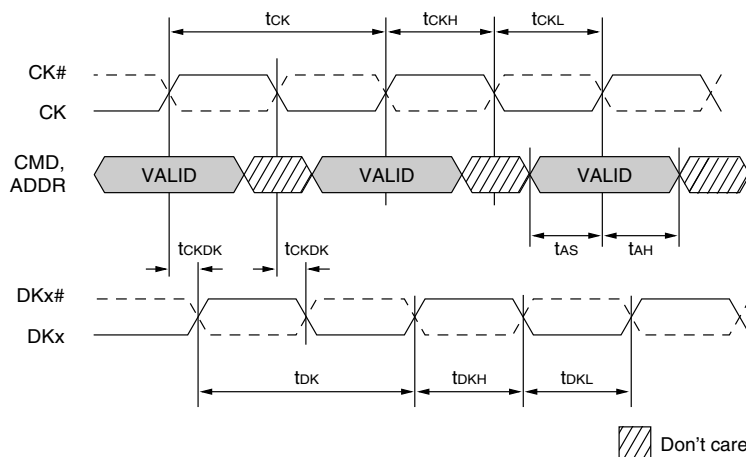 tCK tCKH tCKL
CK#
CK
CMD,
ADDR
VALID VALID VALID
tCKDK tCKDK tAS tAH
DKx#
DKx
tDK tDKH tDKL
Don't care